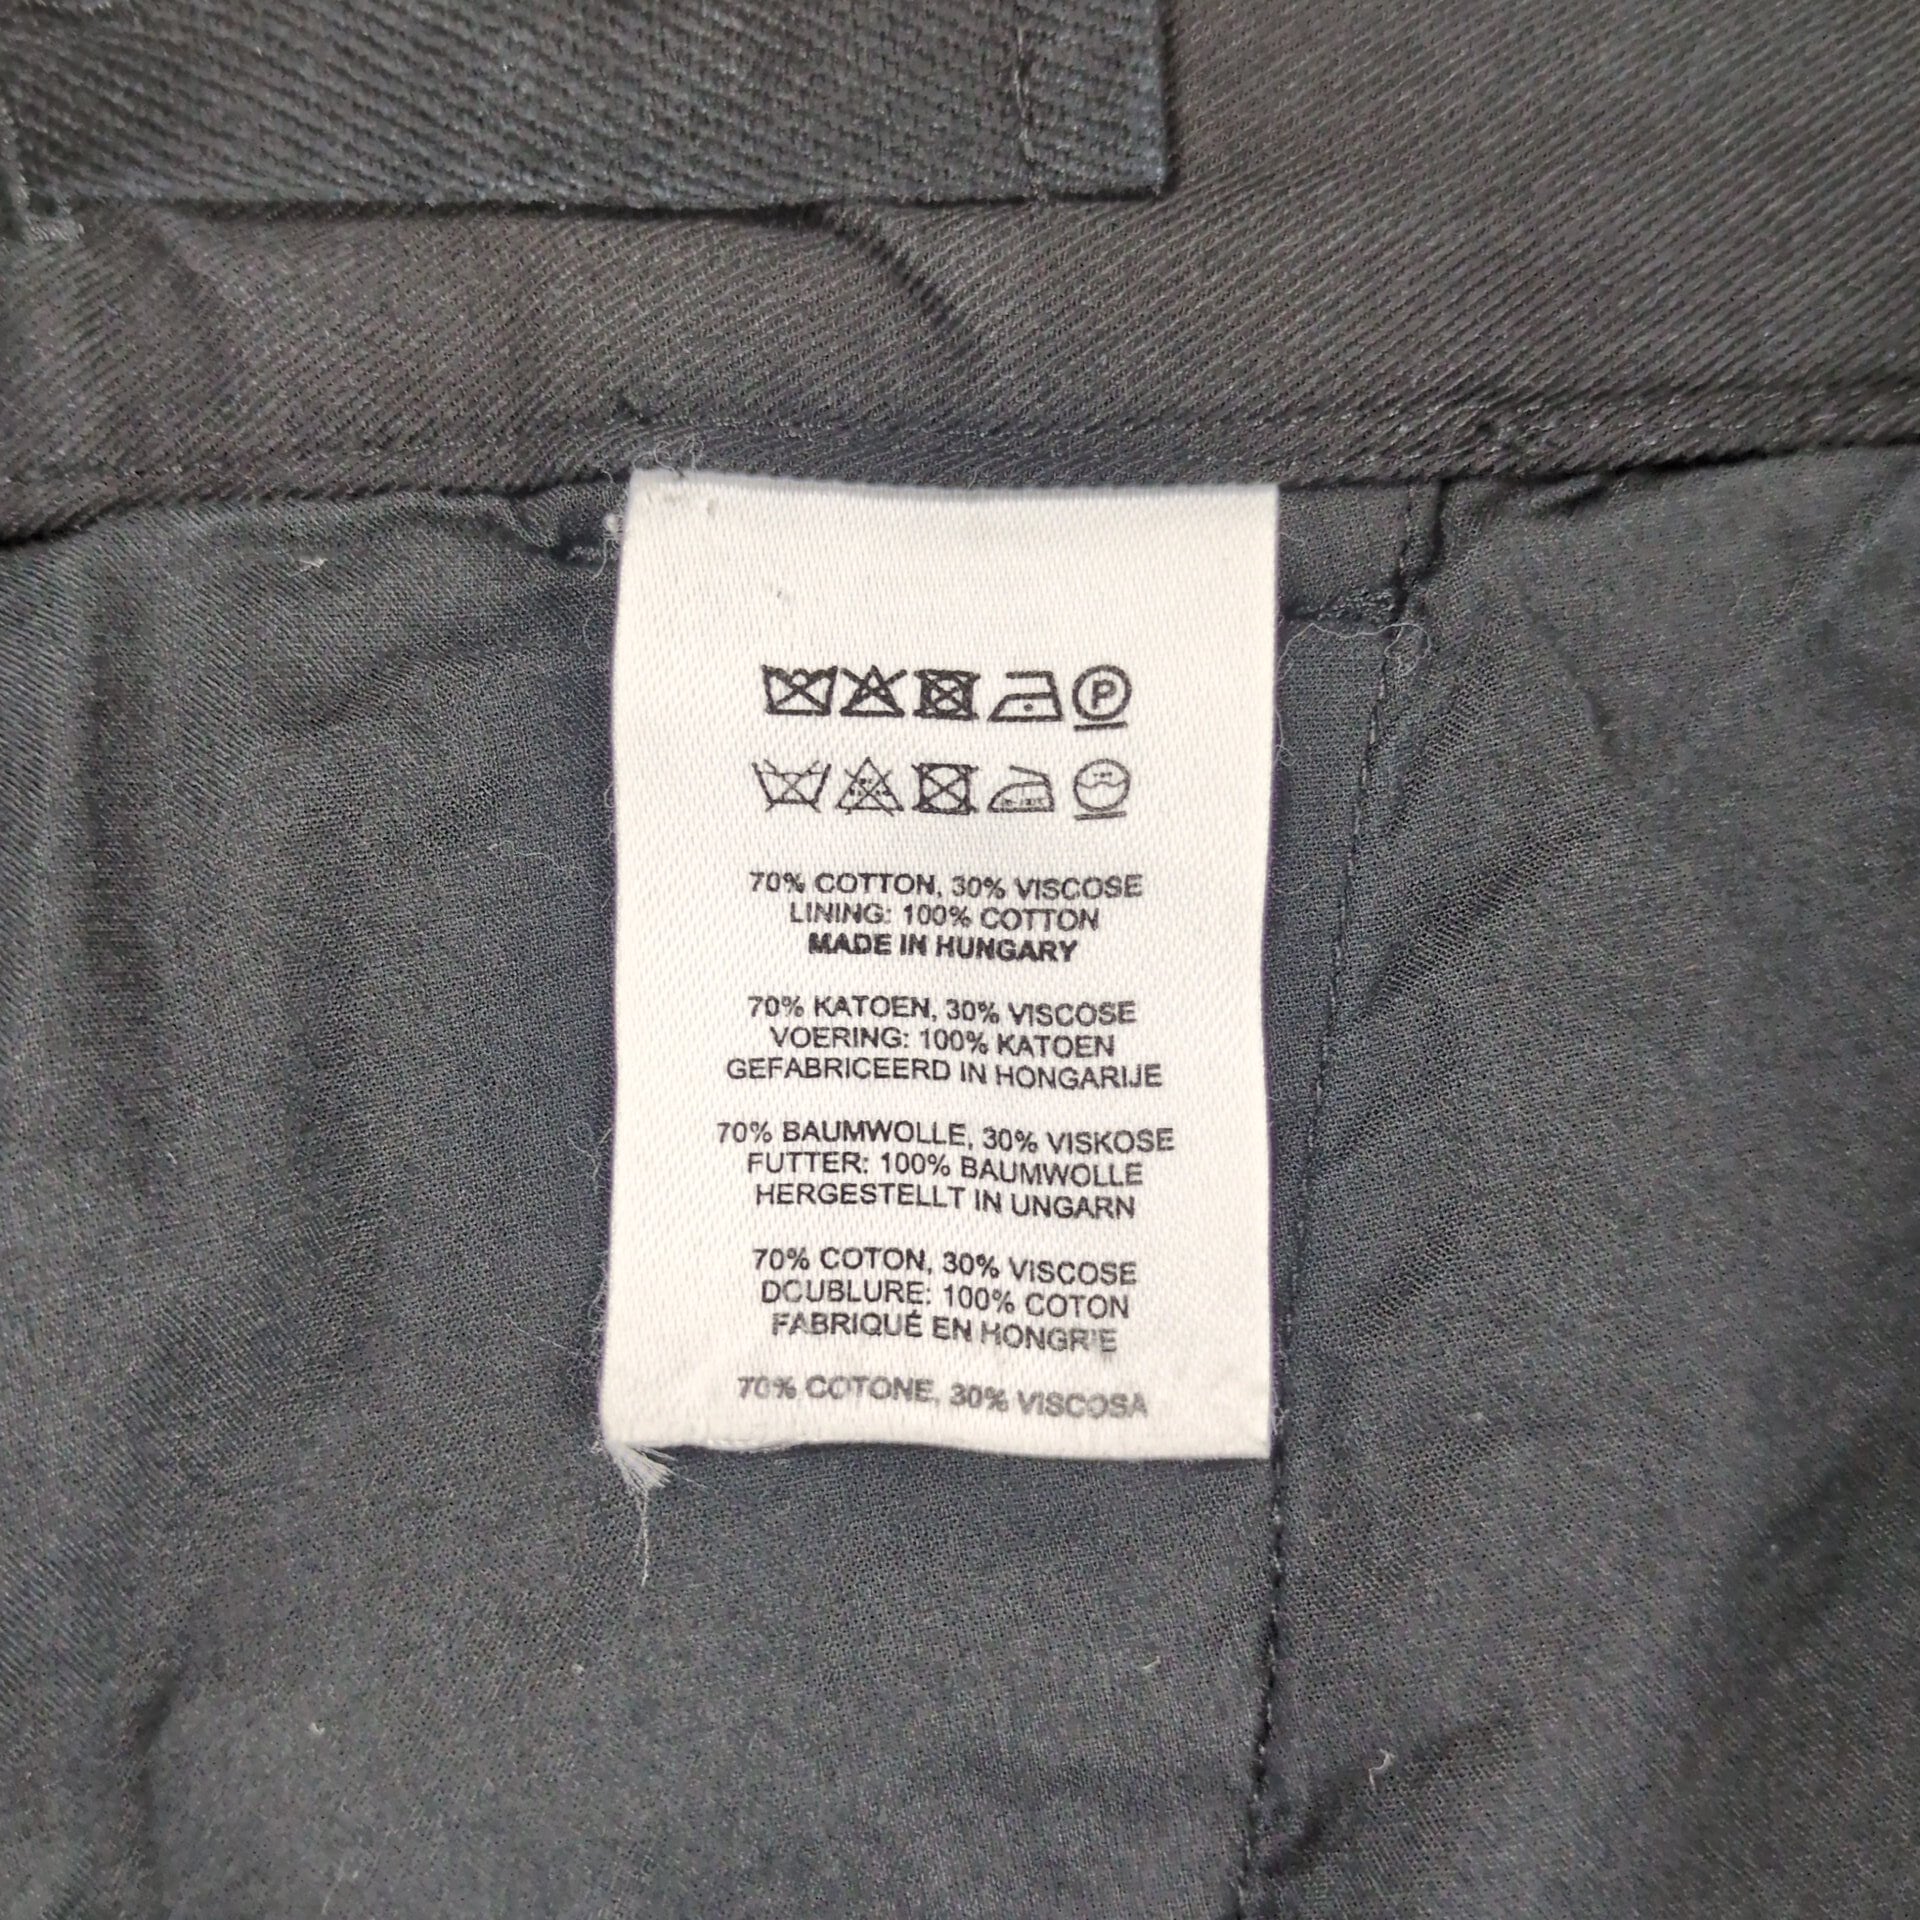 P
70% COTTON, 30% VISCOSE
LINING: 100% COTTON
MADE IN HUNGARY
70% KATOEN, 30% VISCOSE
VOERING: 100% KATOEN
GEFABRICEERD IN HONGARIJE
70% BAUMWOLLE, 30% VISKOSE
FUTTER: 100% BAUMWOLLE
HERGESTELLT IN UNGARN
70% COTON, 30% VISCOSE
DOUBLURE: 100% COTON
FABRIQUÉ EN HONGRIE
70% COTONE, 30% VISCOSA